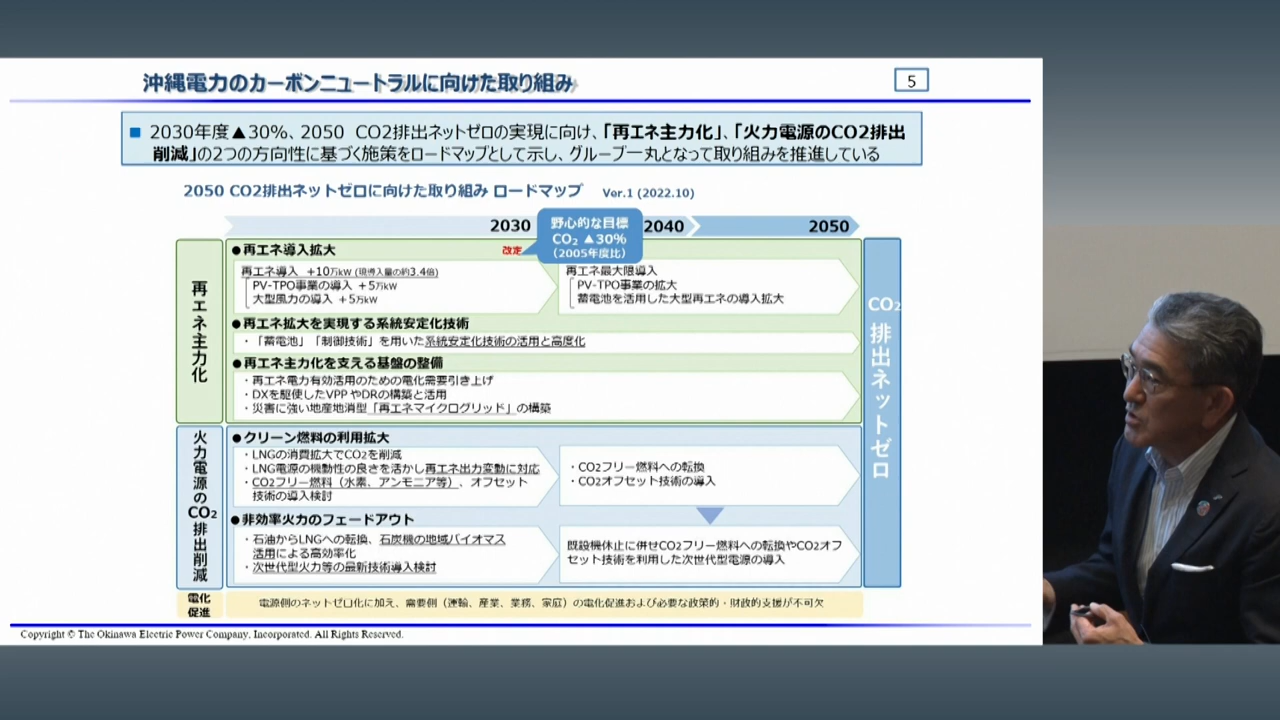 沖縄電力のカーボンニュートラルに向けた取り組み
5
■ 2030年度▲30%、2050 CO2排出ネットゼロの実現に向け、「再エネ主力化」、「火力電源のCO2排出
削減」の2つの方向性に基づく施策をロードマップとして示し、グループ一丸となって取り組みを推進している
2050 CO2排出ネットゼロに向けた取り組み ロードマップ Ver.1 (2022.10)
2030
2040
2050
野心的な目標
CO₂ ▲30%
(2005年度比)
改定
再エネ主力化
●再エネ導入拡大
再エネ導入 +10万kW (現導入量の約3.4倍)
PV-TPO事業の導入 +5万kW
大型風力の導入 +5万kW
再エネ最大限導入
PV-TPO事業の拡大
蓄電池を活用した大型再エネの導入拡大
●再エネ拡大を実現する系統安定化技術
・「蓄電池」「制御技術」を用いた系統安定化技術の活用と高度化
●再エネ主力化を支える基盤の整備
・再エネ電力有効活用のための電化需要引き上げ
・DXを駆使したVPPやDRの構築と活用
・災害に強い地産地消型「再エネマイクログリッド」の構築
火力電源のCO₂排出削減
●クリーン燃料の利用拡大
・LNGの消費拡大でCO₂を削減
・LNG電源の機動性の良さを活かし再エネ出力変動に対応
・CO2フリー燃料（水素、アンモニア等）、オフセット
技術の導入検討
・CO2フリー燃料への転換
・CO2オフセット技術の導入
●非効率火力のフェードアウト
・石油からLNGへの転換、石炭機の地域バイオマス
活用による高効率化
・次世代型火力等の最新技術導入検討
既設機休止に併せCO2フリー燃料への転換やCO2オフ
セット技術を利用した次世代型電源の導入
CO₂排出ネットゼロ
電化
促進
電源側のネットゼロ化に加え、需要側（運輸、産業、業務、家庭）の電化促進および必要な政策的・財政的支援が不可欠
Copyright © The Okinawa Electric Power Company, Incorporated. All Rights Reserved.